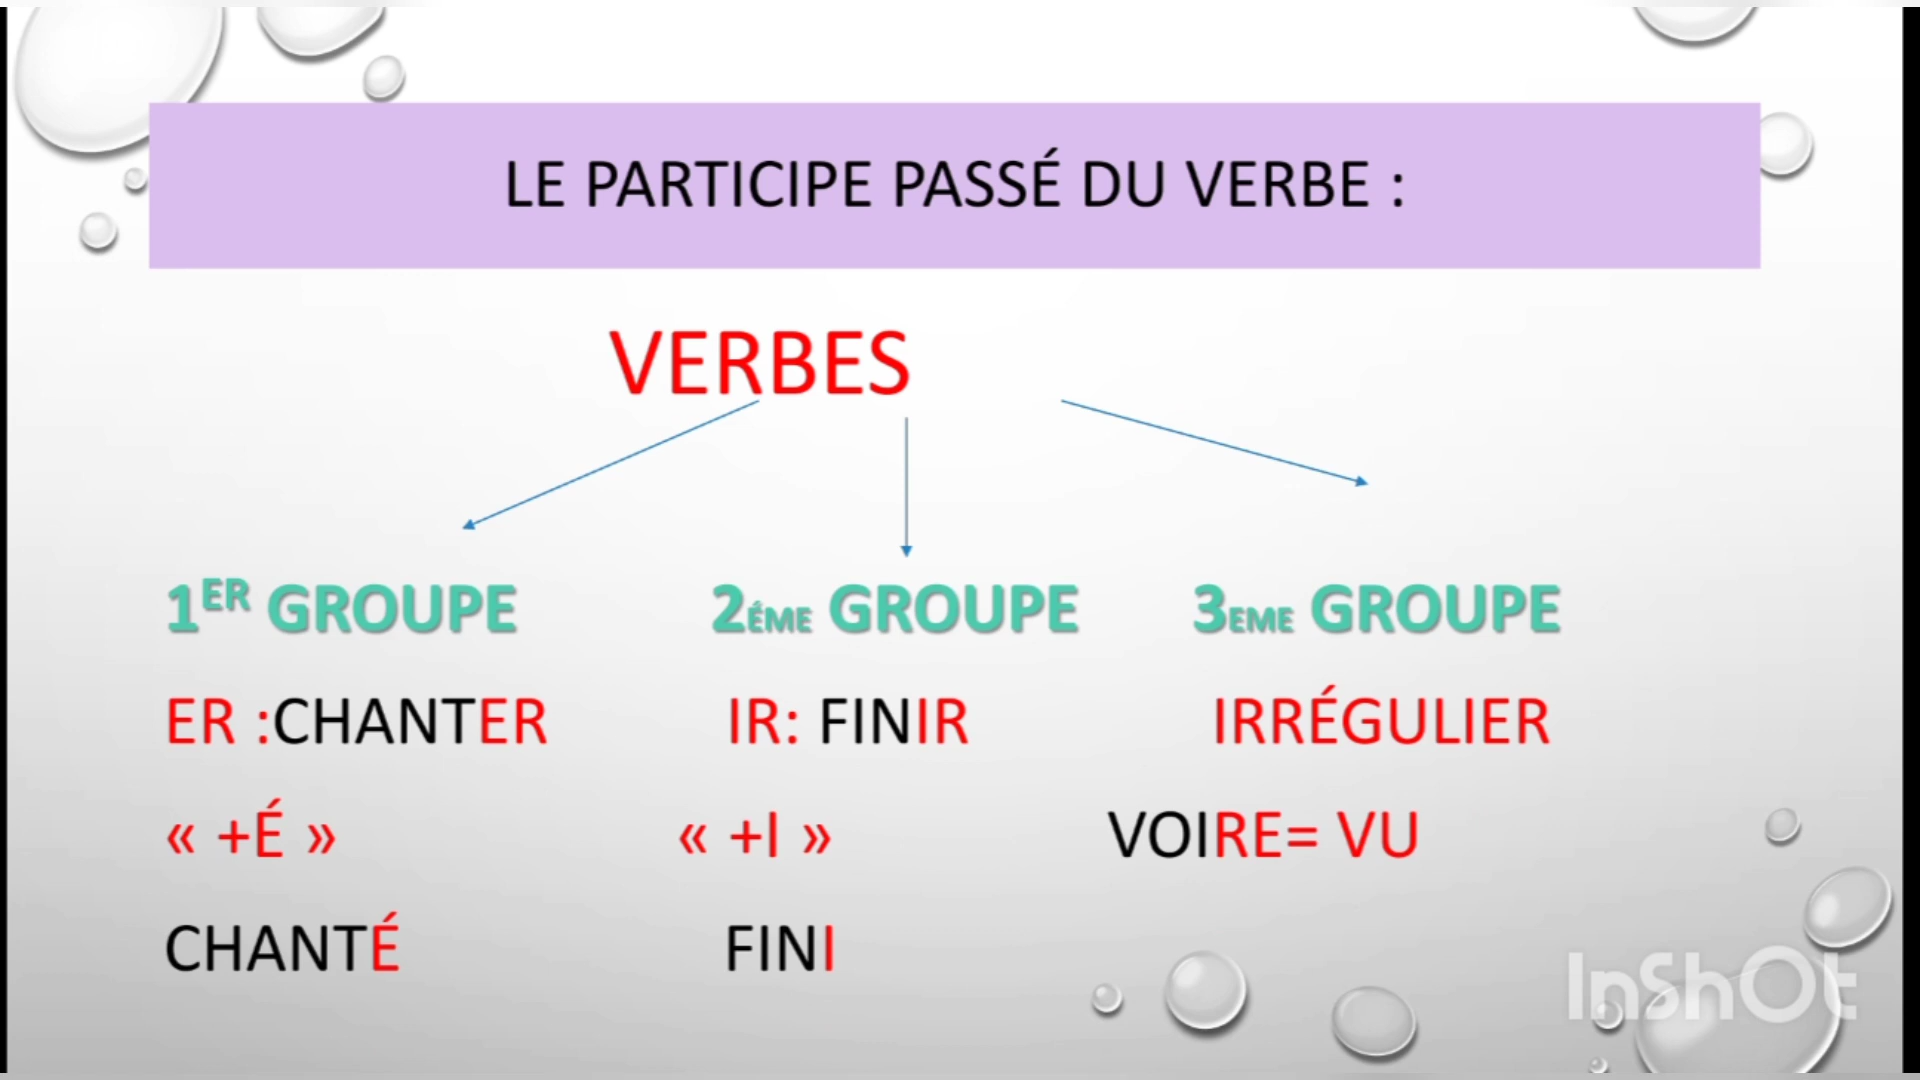 LE PARTICIPE PASSÉ DU VERBE :
VERBES
1ER GROUPE 2ÉME GROUPE 3EME GROUPE
ER :CHANTER IR: FINIR IRRÉGULIER
« +É » « +I » VOIRE= VU
CHANTÉ FINI
InShOt